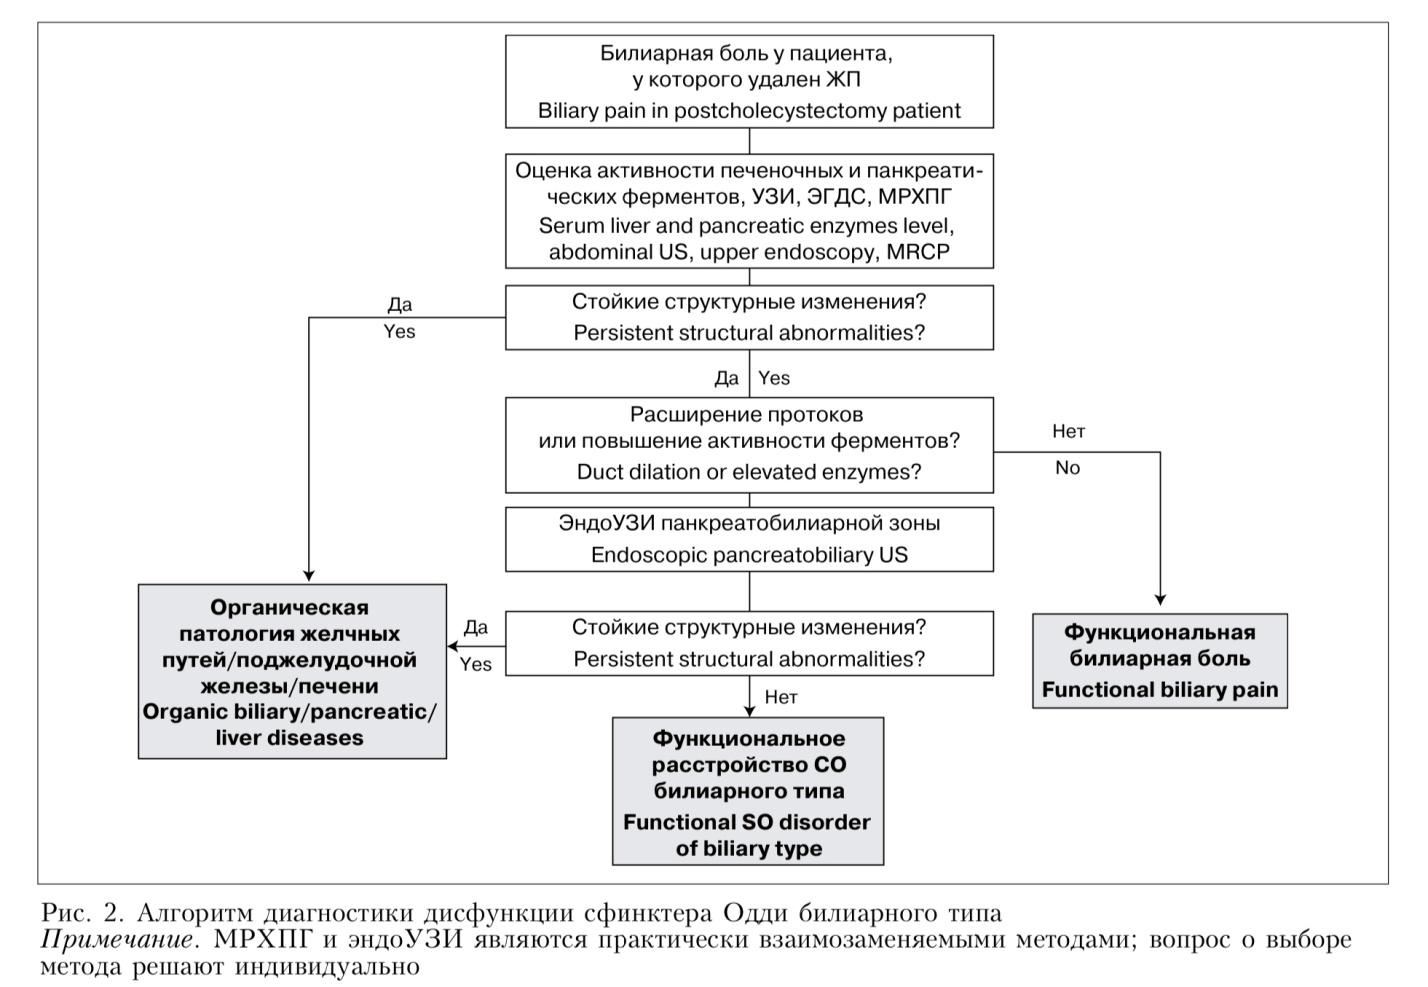 Билиарная боль у пациента,
у которого удален ЖП
Biliary pain in postcholecystectomy patient
Оценка активности печеночных и панкреати-
ческих ферментов, УЗИ, ЭГДС, МРХПГ
Serum liver and pancreatic enzymes level,
abdominal US, upper endoscopy, MRCP
Стойкие структурные изменения?
Persistent structural abnormalities?
Да
Yes
Да Yes
Расширение протоков
или повышение активности ферментов?
Duct dilation or elevated enzymes?
Нет
No
ЭндоУЗИ панкреатобилиарной зоны
Endoscopic pancreatobiliary US
Стойкие структурные изменения?
Persistent structural abnormalities?
Да
Yes
Нет
Органическая
патология желчных
путей/поджелудочной
железы/печени
Organic biliary/pancreatic/
liver diseases
Функциональная
билиарная боль
Functional biliary pain
Функциональное
расстройство СО
билиарного типа
Functional SO disorder
of biliary type
Рис. 2. Алгоритм диагностики дисфункции сфинктера Одди билиарного типа
Примечание. МРХПГ и эндоУЗИ являются практически взаимозаменяемыми методами; вопрос о выборе
метода решают индивидуально